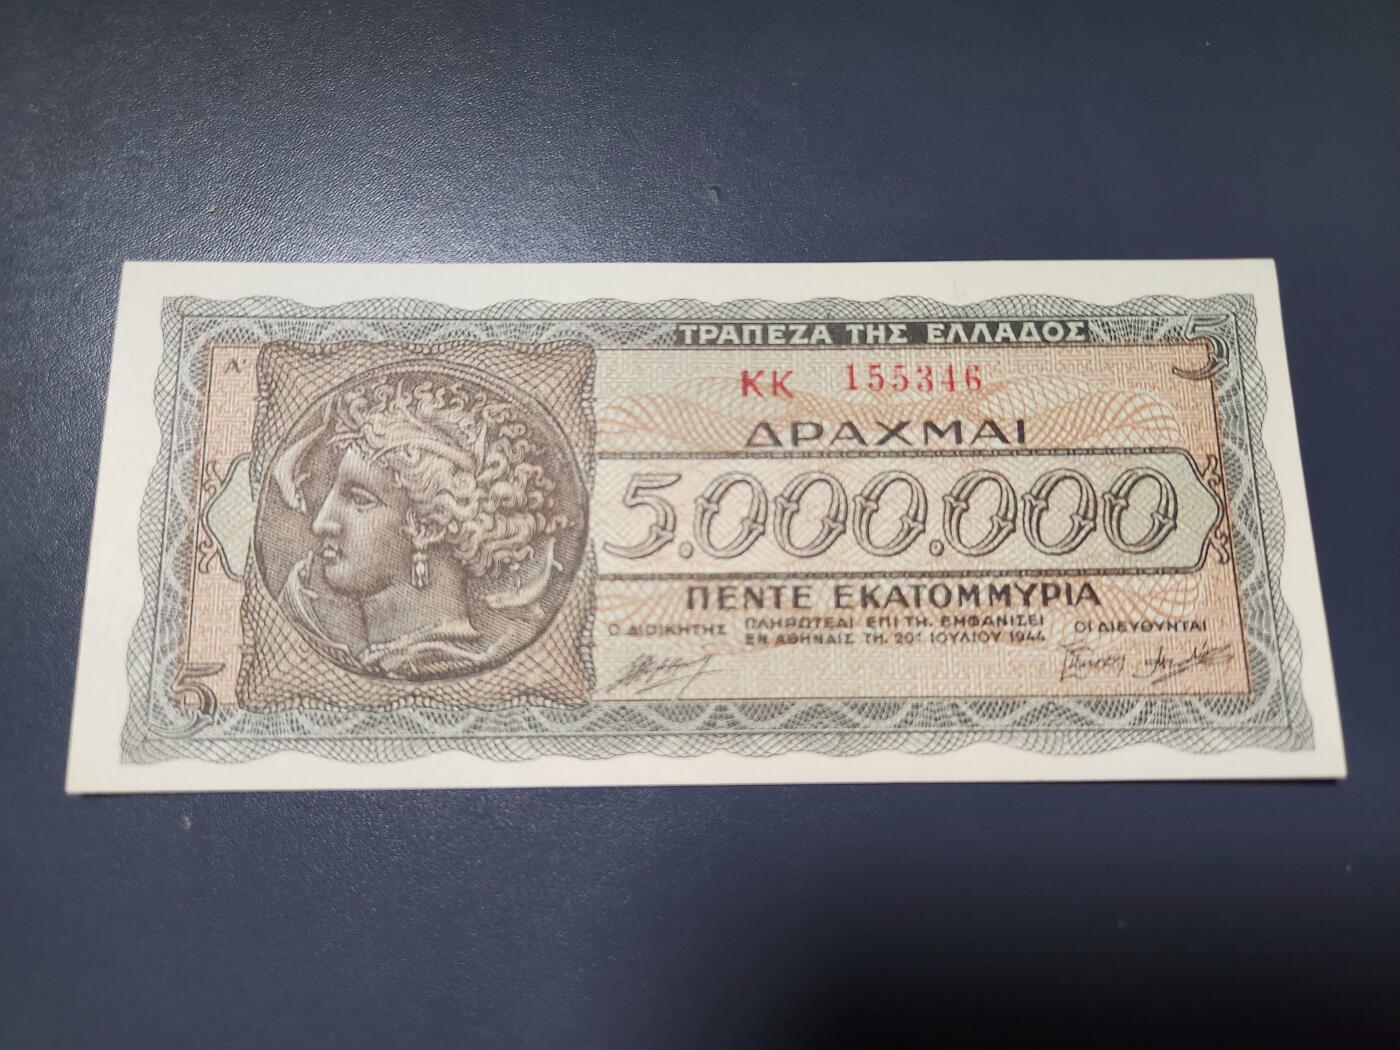 ΤΡΑΠΕΖΑ ΤΗΣ ΕΛΛΑΔΟΣ
5
Α'
ΚΚ 155346
ΔΡΑΧΜΑΙ
5.000.000
ΠΕΝΤΕ ΕΚΑΤΟΜΜΥΡΙΑ
Ο ΔΙΟΙΚΗΤΗΣ ΠΛΗΡΩΤΕΑΙ ΕΠΙ ΤΗ, ΕΜΦΑΝΙΣΕΙ ΟΙ ΔΙΕΥΘΥΝΤΑΙ
ΕΝ ΑΘΗΝΑΙΣ ΤΗ, 20ῌ ΙΟΥΛΙΟΥ 1944
5